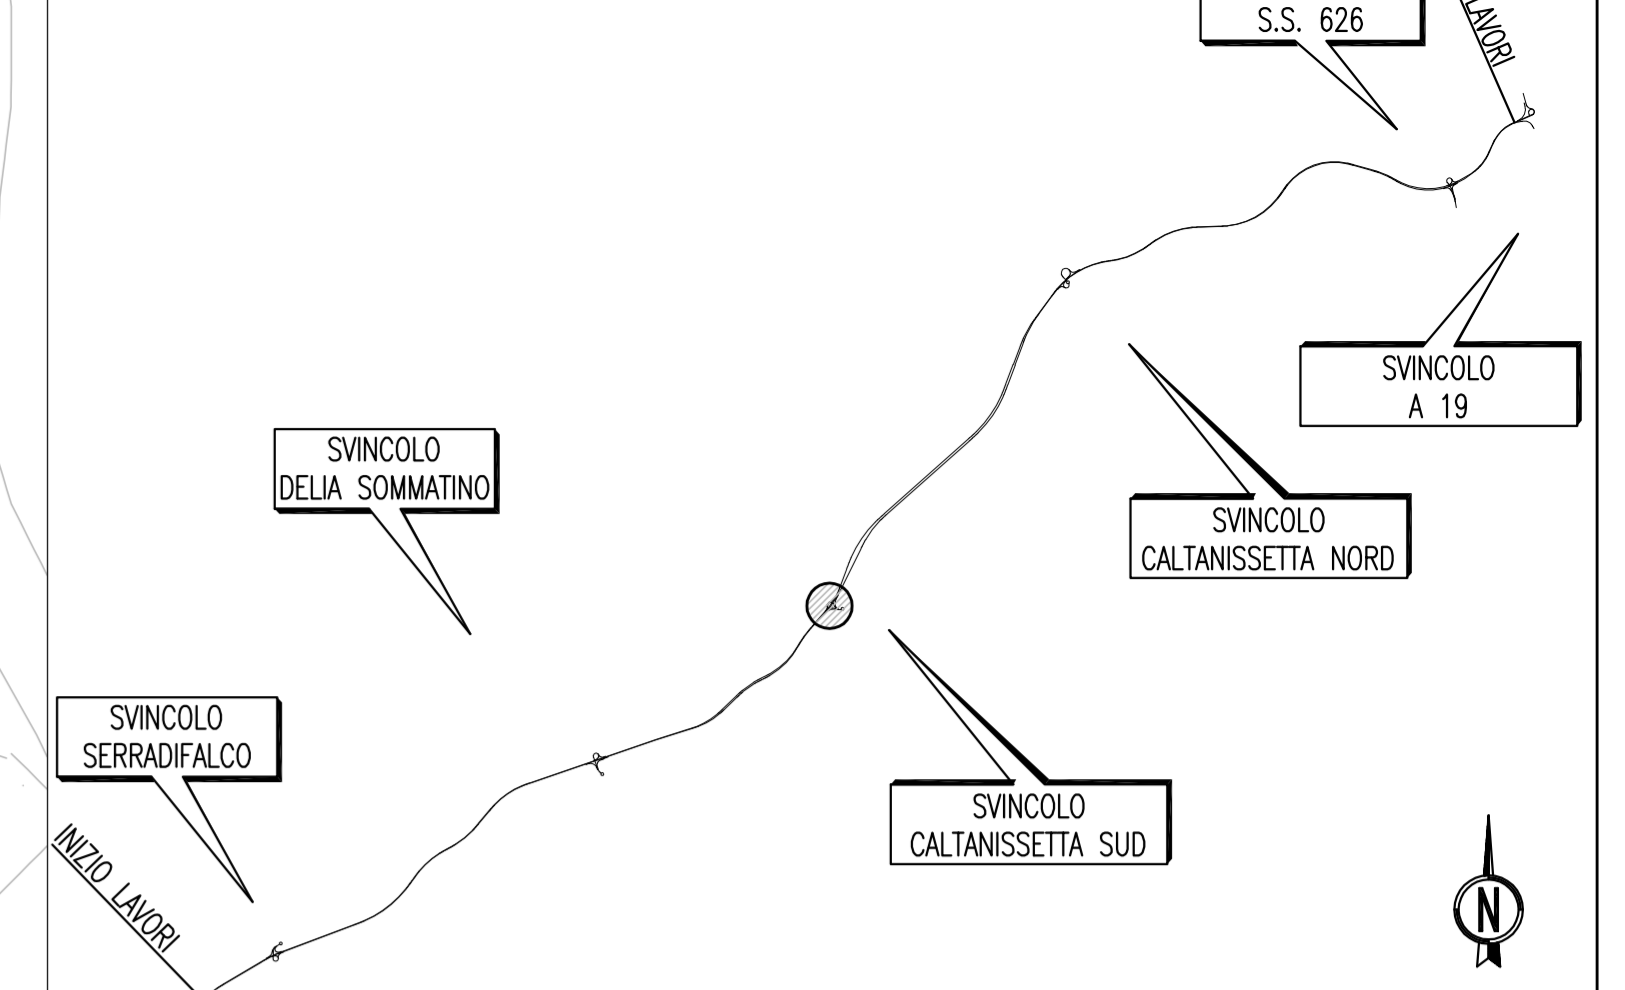 S.S. 626
LAVORI
SVINCOLO
A 19
SVINCOLO
DELIA SOMMATINO
SVINCOLO
CALTANISSETTA NORD
SVINCOLO
SERRADIFALCO
SVINCOLO
CALTANISSETTA SUD
INIZIO LAVORI
N